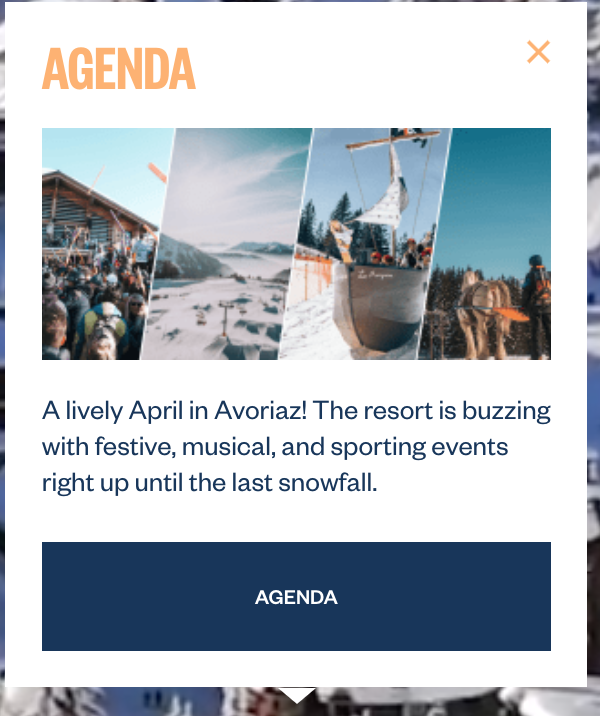 AGENDA
A lively April in Avoriaz! The resort is buzzing
with festive, musical, and sporting events
right up until the last snowfall.
AGENDA